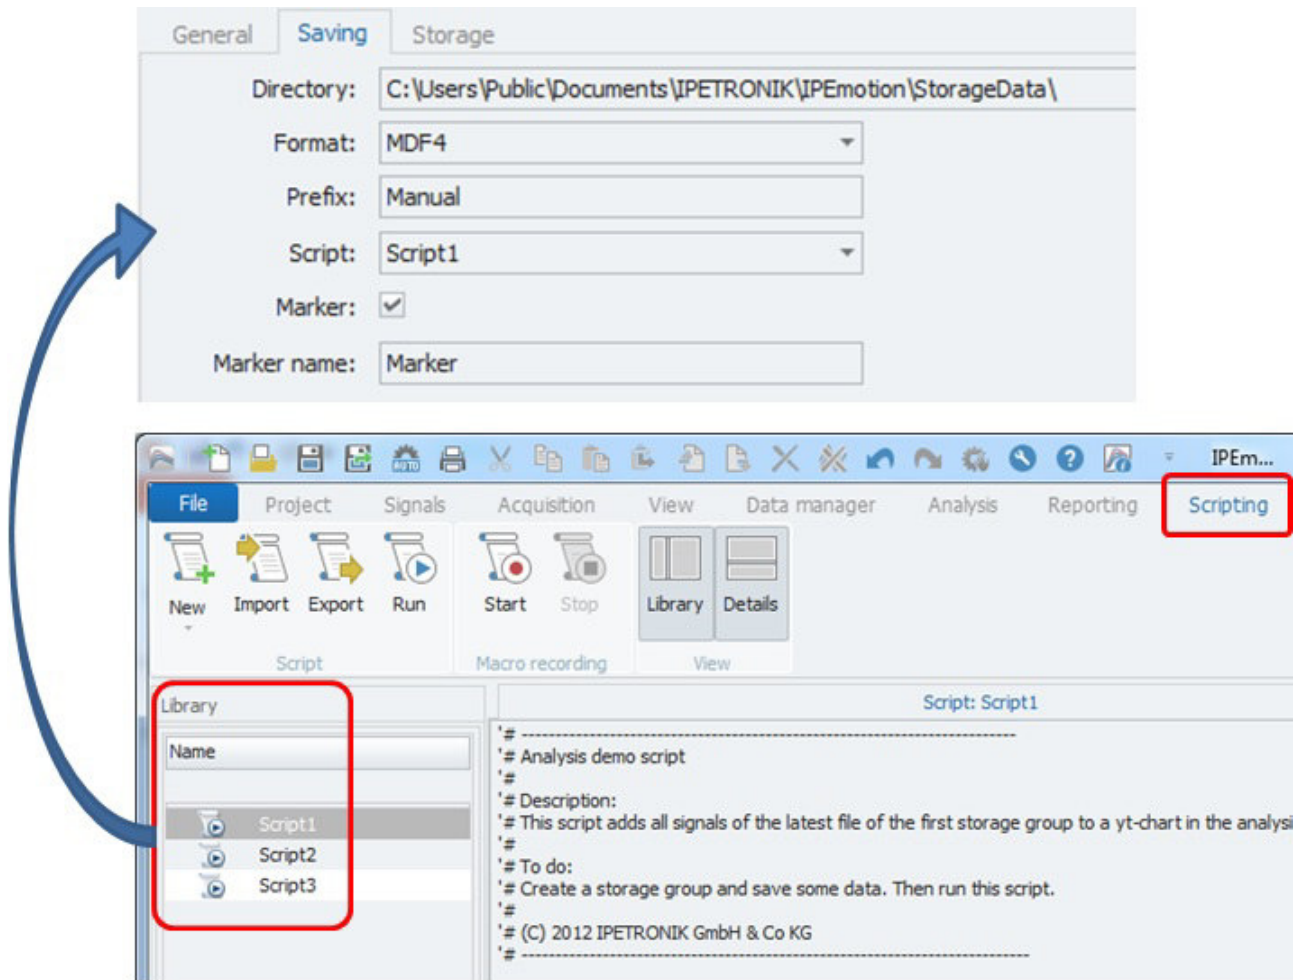 General Saving Storage
Directory: C:\Users\Public\Documents\IPETRONIK\IPEmotion\StorageData\
Format: MDF4
Prefix: Manual
Script: Script1
Marker:
Marker name: Marker
AUTO IPEm...
File Project Signals Acquisition View Data manager Analysis Reporting Scripting
New Import Export Run Start Stop Library Details
Script Macro recording View
Library
Name
Script1
Script2
Script3
Script: Script1
'# ---------------------------------------------------------------------------
'# Analysis demo script
'#
'# Description:
'# This script adds all signals of the latest file of the first storage group to a yt-chart in the analysi
'#
'# To do:
'# Create a storage group and save some data. Then run this script.
'#
'# (C) 2012 IPETRONIK GmbH & Co KG
'# ---------------------------------------------------------------------------